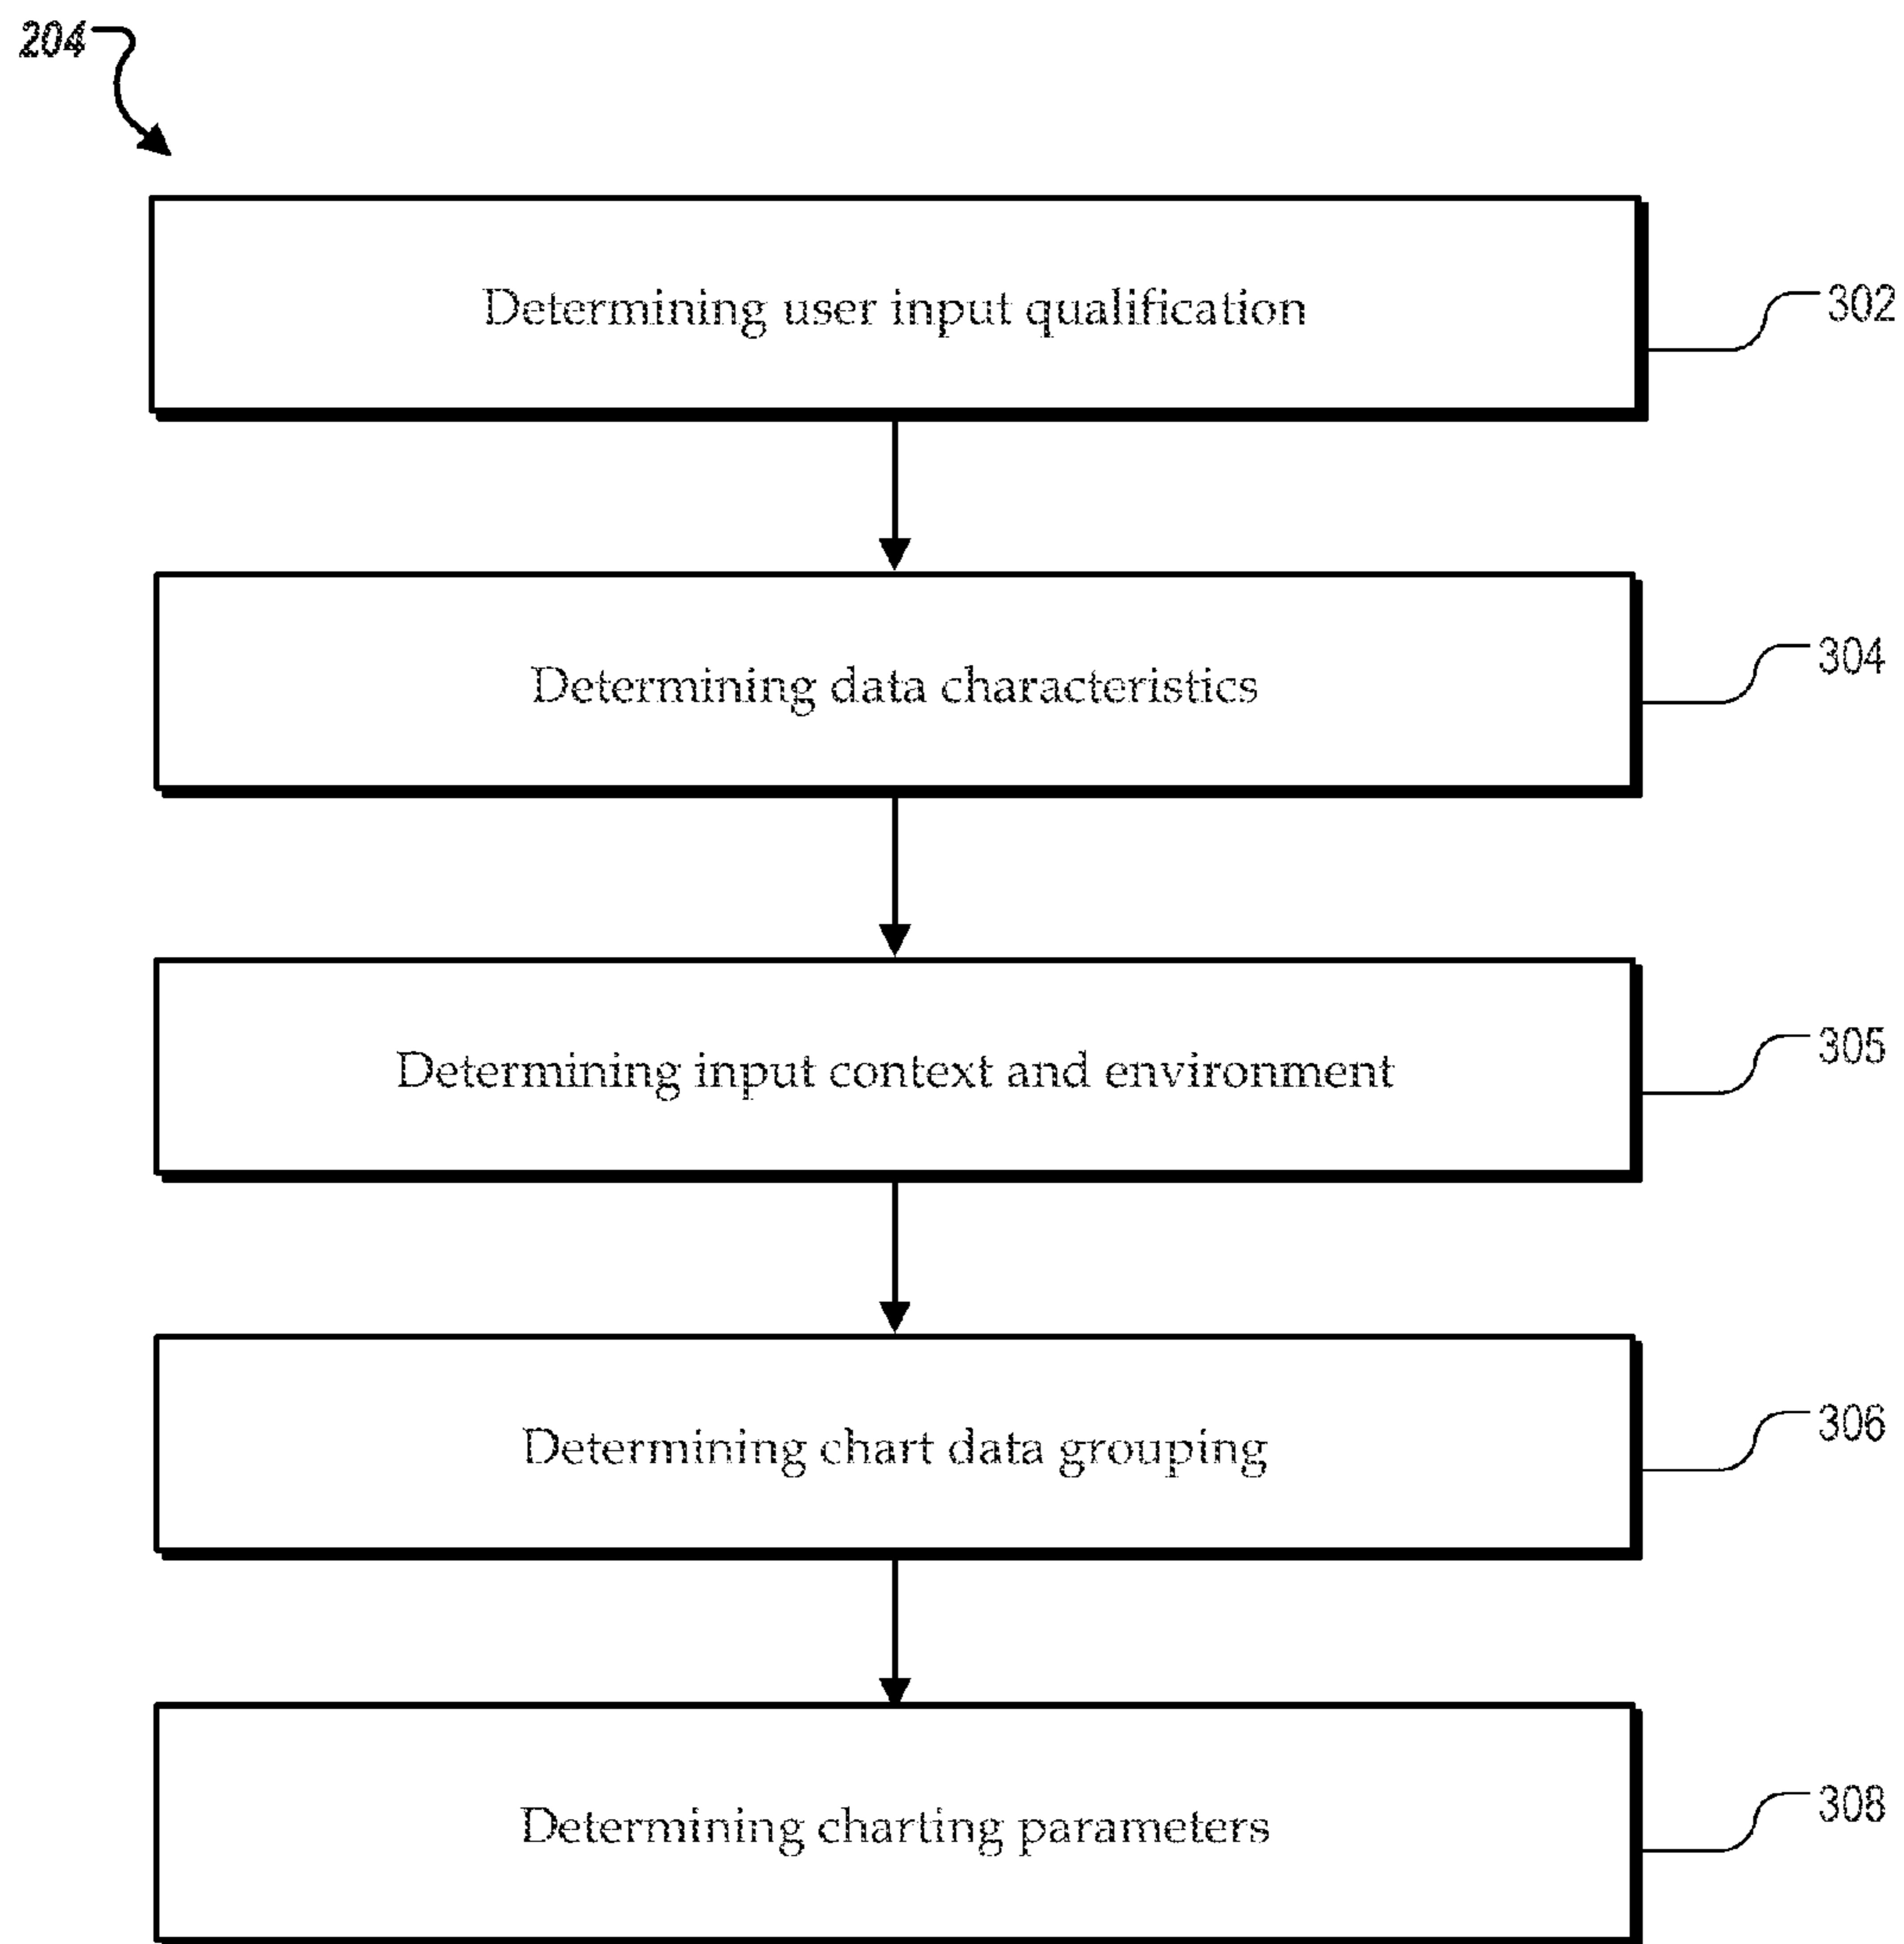 204
Determining user input qualification
302
Determining data characteristics
304
Determining input context and environment
305
Determining chart data grouping
306
Determining charting parameters
308